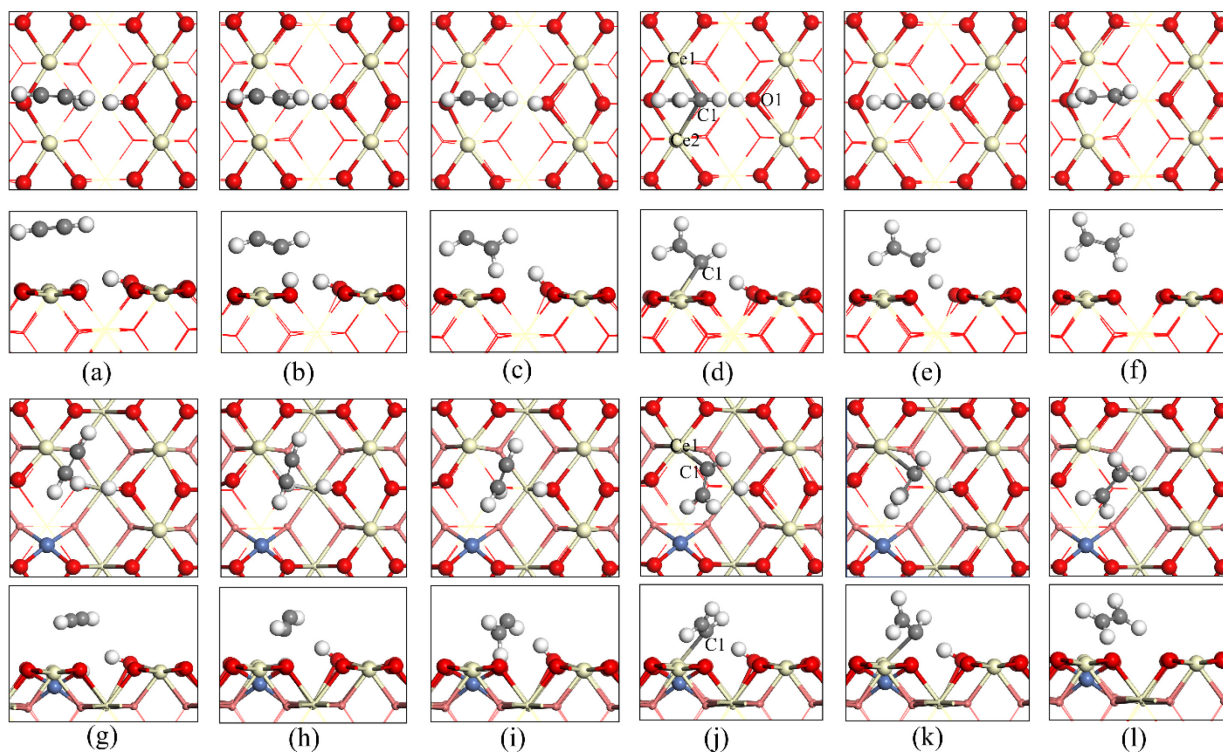 Ce1
O1
C1
Ce2
C1
(a) (b) (c) (d) (e) (f)
Ce1
C1
C1
(g) (h) (i) (j) (k) (l)